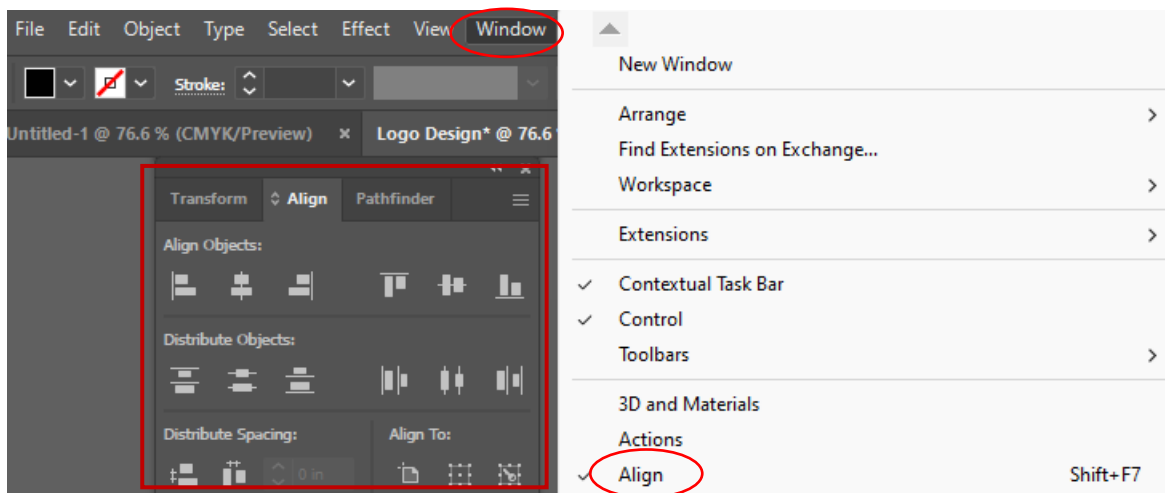 File Edit Object Type Select Effect View Window
Stroke:
Untitled-1 @ 76.6 % (CMYK/Preview) × Logo Design* @ 76.6
Transform Align Pathfinder
Align Objects:
Distribute Objects:
Distribute Spacing: Align To:
0 in
New Window
Arrange
Find Extensions on Exchange...
Workspace
Extensions
Contextual Task Bar
Control
Toolbars
3D and Materials
Actions
Align Shift+F7